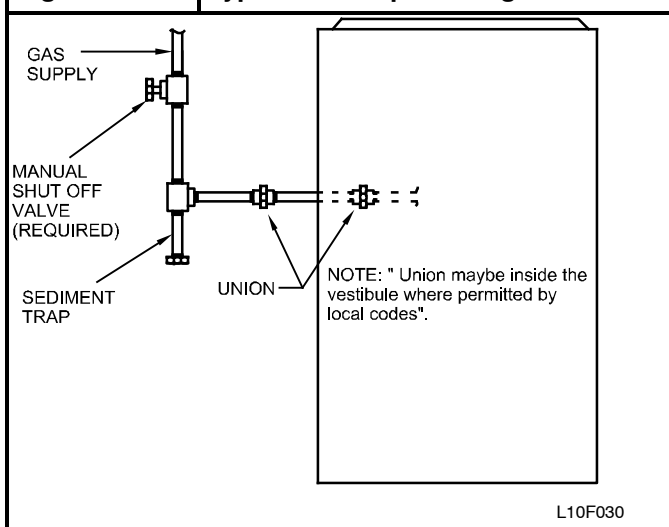 GAS
SUPPLY
MANUAL
SHUT OFF
VALVE
(REQUIRED)
SEDIMENT
TRAP
UNION
NOTE: " Union maybe inside the
vestibule where permitted by
local codes".
L10F030